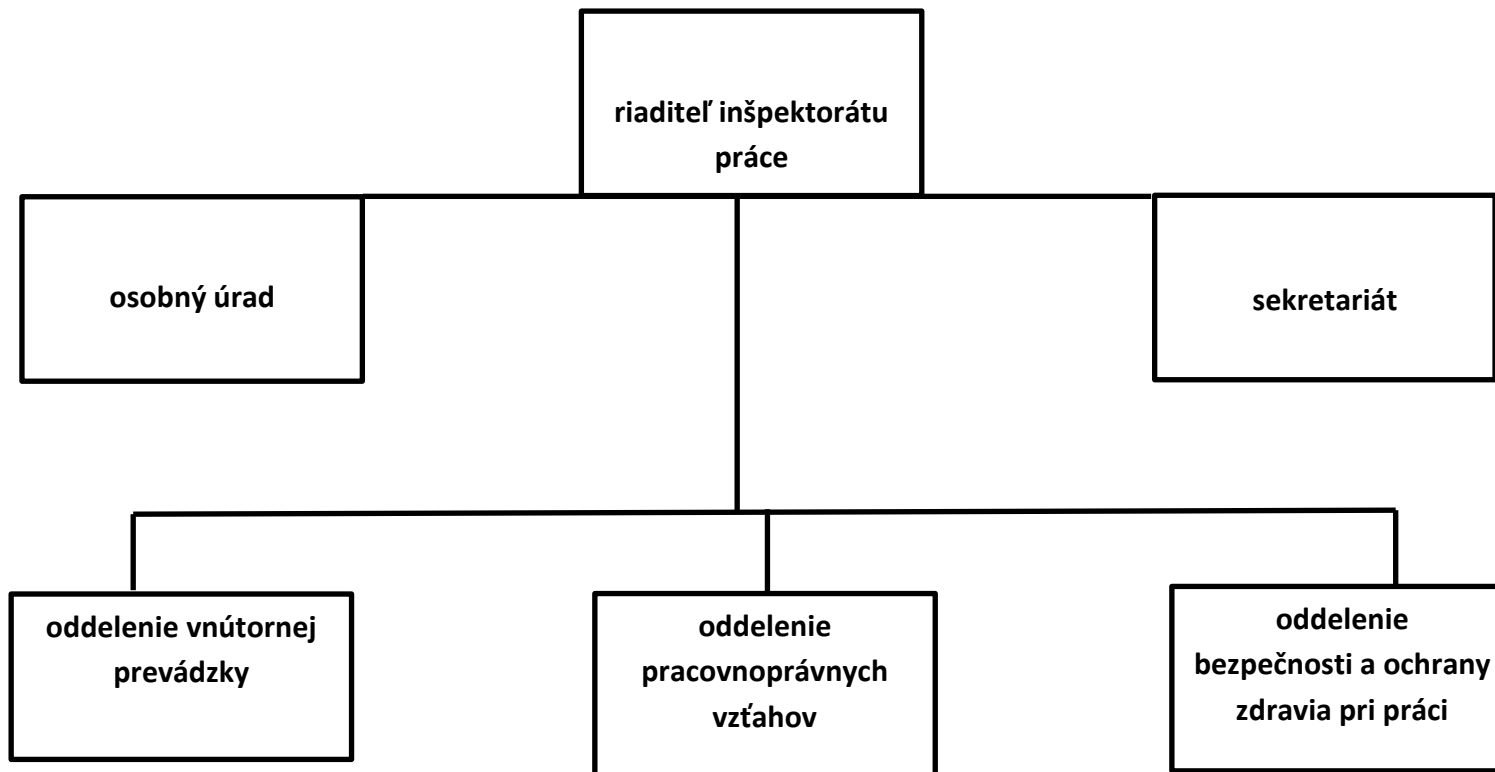 riaditeľ inšpektorátu
práce
osobný úrad
sekretariát
oddelenie vnútornej
prevádzky
oddelenie
pracovnoprávnych
vzťahov
oddelenie
bezpečnosti a ochrany
zdravia pri práci